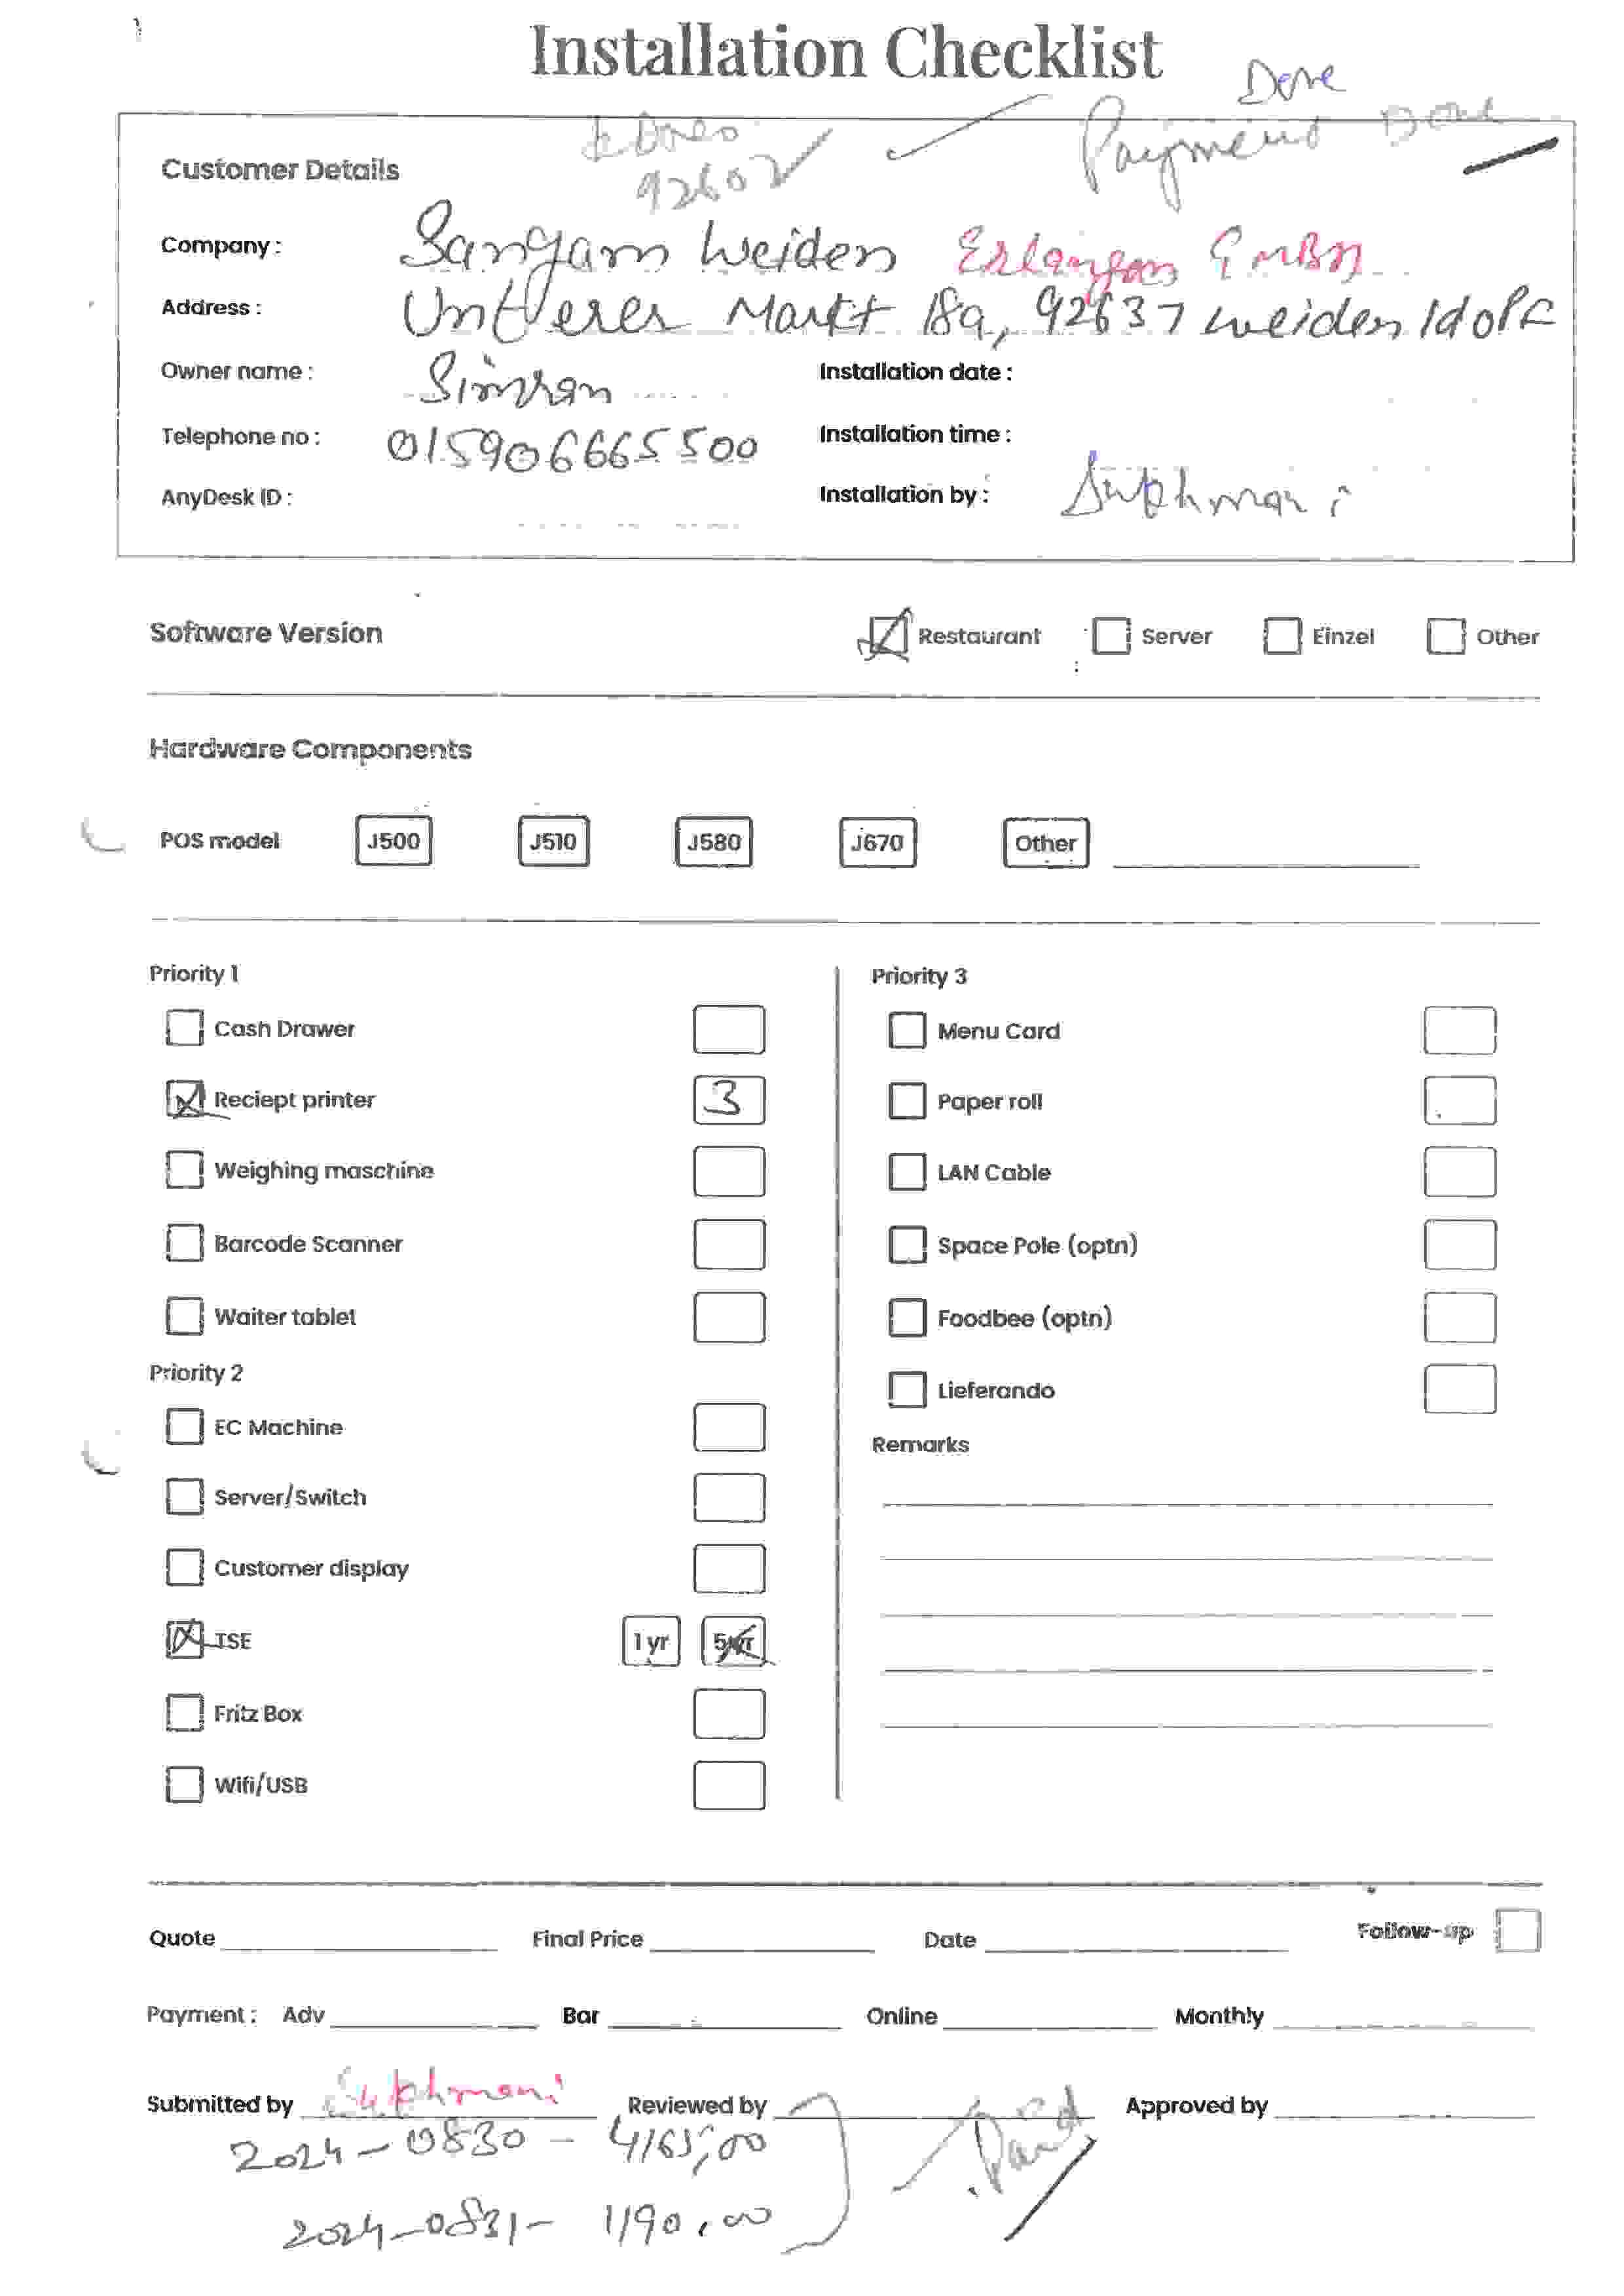 Installation Checklist
Done
Payment Done
92602
Customer Details
Company : Sangam Weiden Erlangen GmbH
Address : Unterer Markt 18a, 92637 weiden Idopf
Owner name : Simran Installation date :
Telephone no : 015906665500 Installation time :
AnyDesk ID : Installation by : Sukhmani
Software Version Restaurant Server Einzel Other
Hardware Components
POS model J500 J510 J580 J670 Other
Priority 1
Cash Drawer
Reciept printer 3
Weighing maschine
Barcode Scanner
Waiter tablet
Priority 2
EC Machine
Server/Switch
Customer display
TSE 1 yr 5 yr
Fritz Box
Wifi/USB
Priority 3
Menu Card
Paper roll
LAN Cable
Space Pole (optn)
Foodbee (optn)
Lieferando
Remarks
Quote Final Price Date Follow-up
Payment : Adv Bar Online Monthly
Submitted by Sukhmani Reviewed by Approved by
2024-0830 - 4165,00
2024-0831- 1190,00
Paid